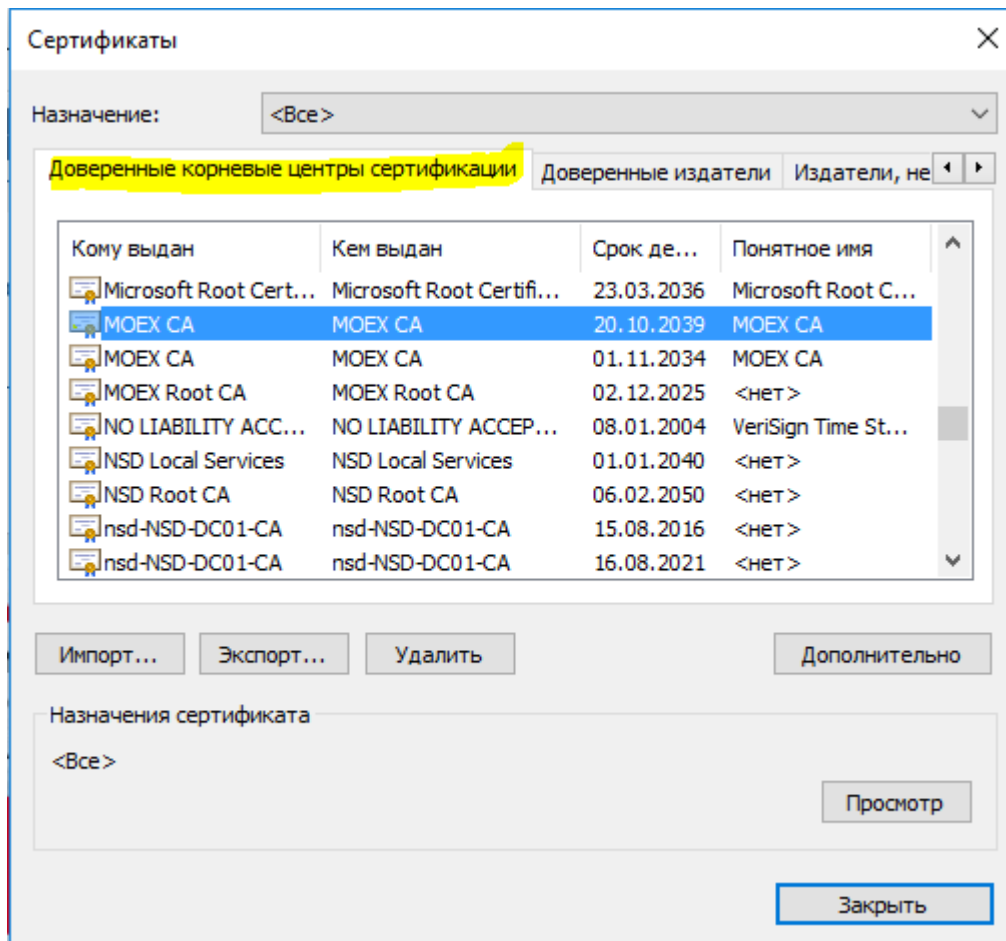 Сертификаты
Назначение: <Все>
Доверенные корневые центры сертификации Доверенные издатели Издатели, не
Кому выдан Кем выдан Срок де... Понятное имя
Microsoft Root Cert... Microsoft Root Certifi... 23.03.2036 Microsoft Root C...
MOEX CA MOEX CA 20.10.2039 MOEX CA
MOEX CA MOEX CA 01.11.2034 MOEX CA
MOEX Root CA MOEX Root CA 02.12.2025 <нет>
NO LIABILITY ACC... NO LIABILITY ACCEP... 08.01.2004 VeriSign Time St...
NSD Local Services NSD Local Services 01.01.2040 <нет>
NSD Root CA NSD Root CA 06.02.2050 <нет>
nsd-NSD-DC01-CA nsd-NSD-DC01-CA 15.08.2016 <нет>
nsd-NSD-DC01-CA nsd-NSD-DC01-CA 16.08.2021 <нет>
Импорт... Экспорт... Удалить Дополнительно
Назначения сертификата
<Все>
Просмотр
Закрыть